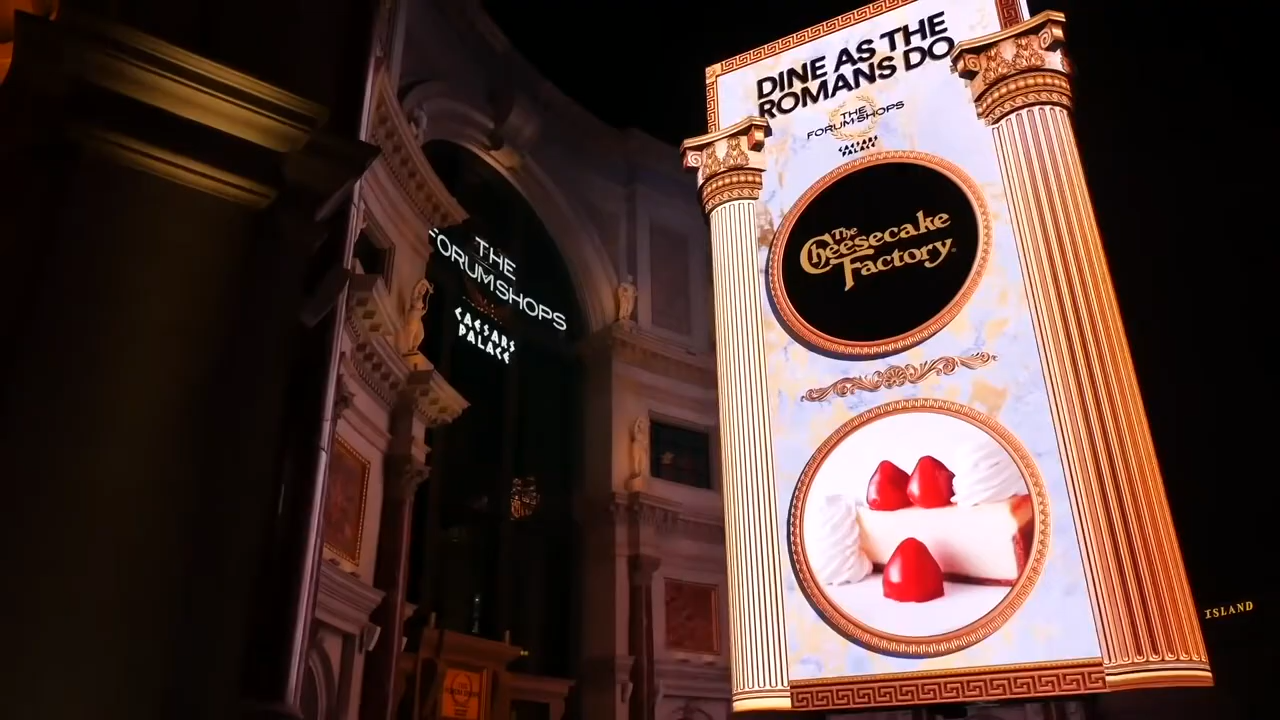 DINE AS THE
ROMANS DO
THE
FORUM SHOPS
CAESARS
PALACE
The
Cheesecake
Factory®
THE
FORUM SHOPS
CAESARS
PALACE
ISLAND